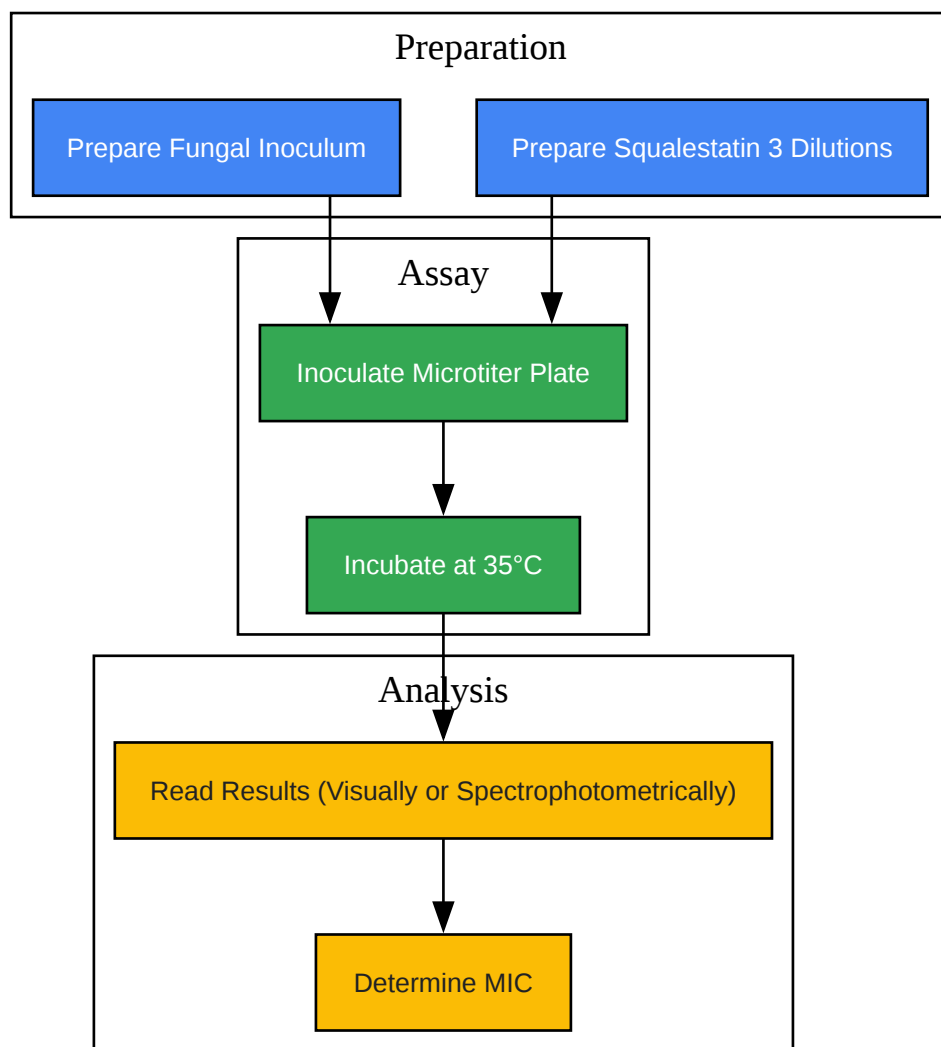 Preparation
Prepare Fungal Inoculum
Prepare Squalestatin 3 Dilutions
Assay
Inoculate Microtiter Plate
Incubate at 35°C
Analysis
Read Results (Visually or Spectrophotometrically)
Determine MIC